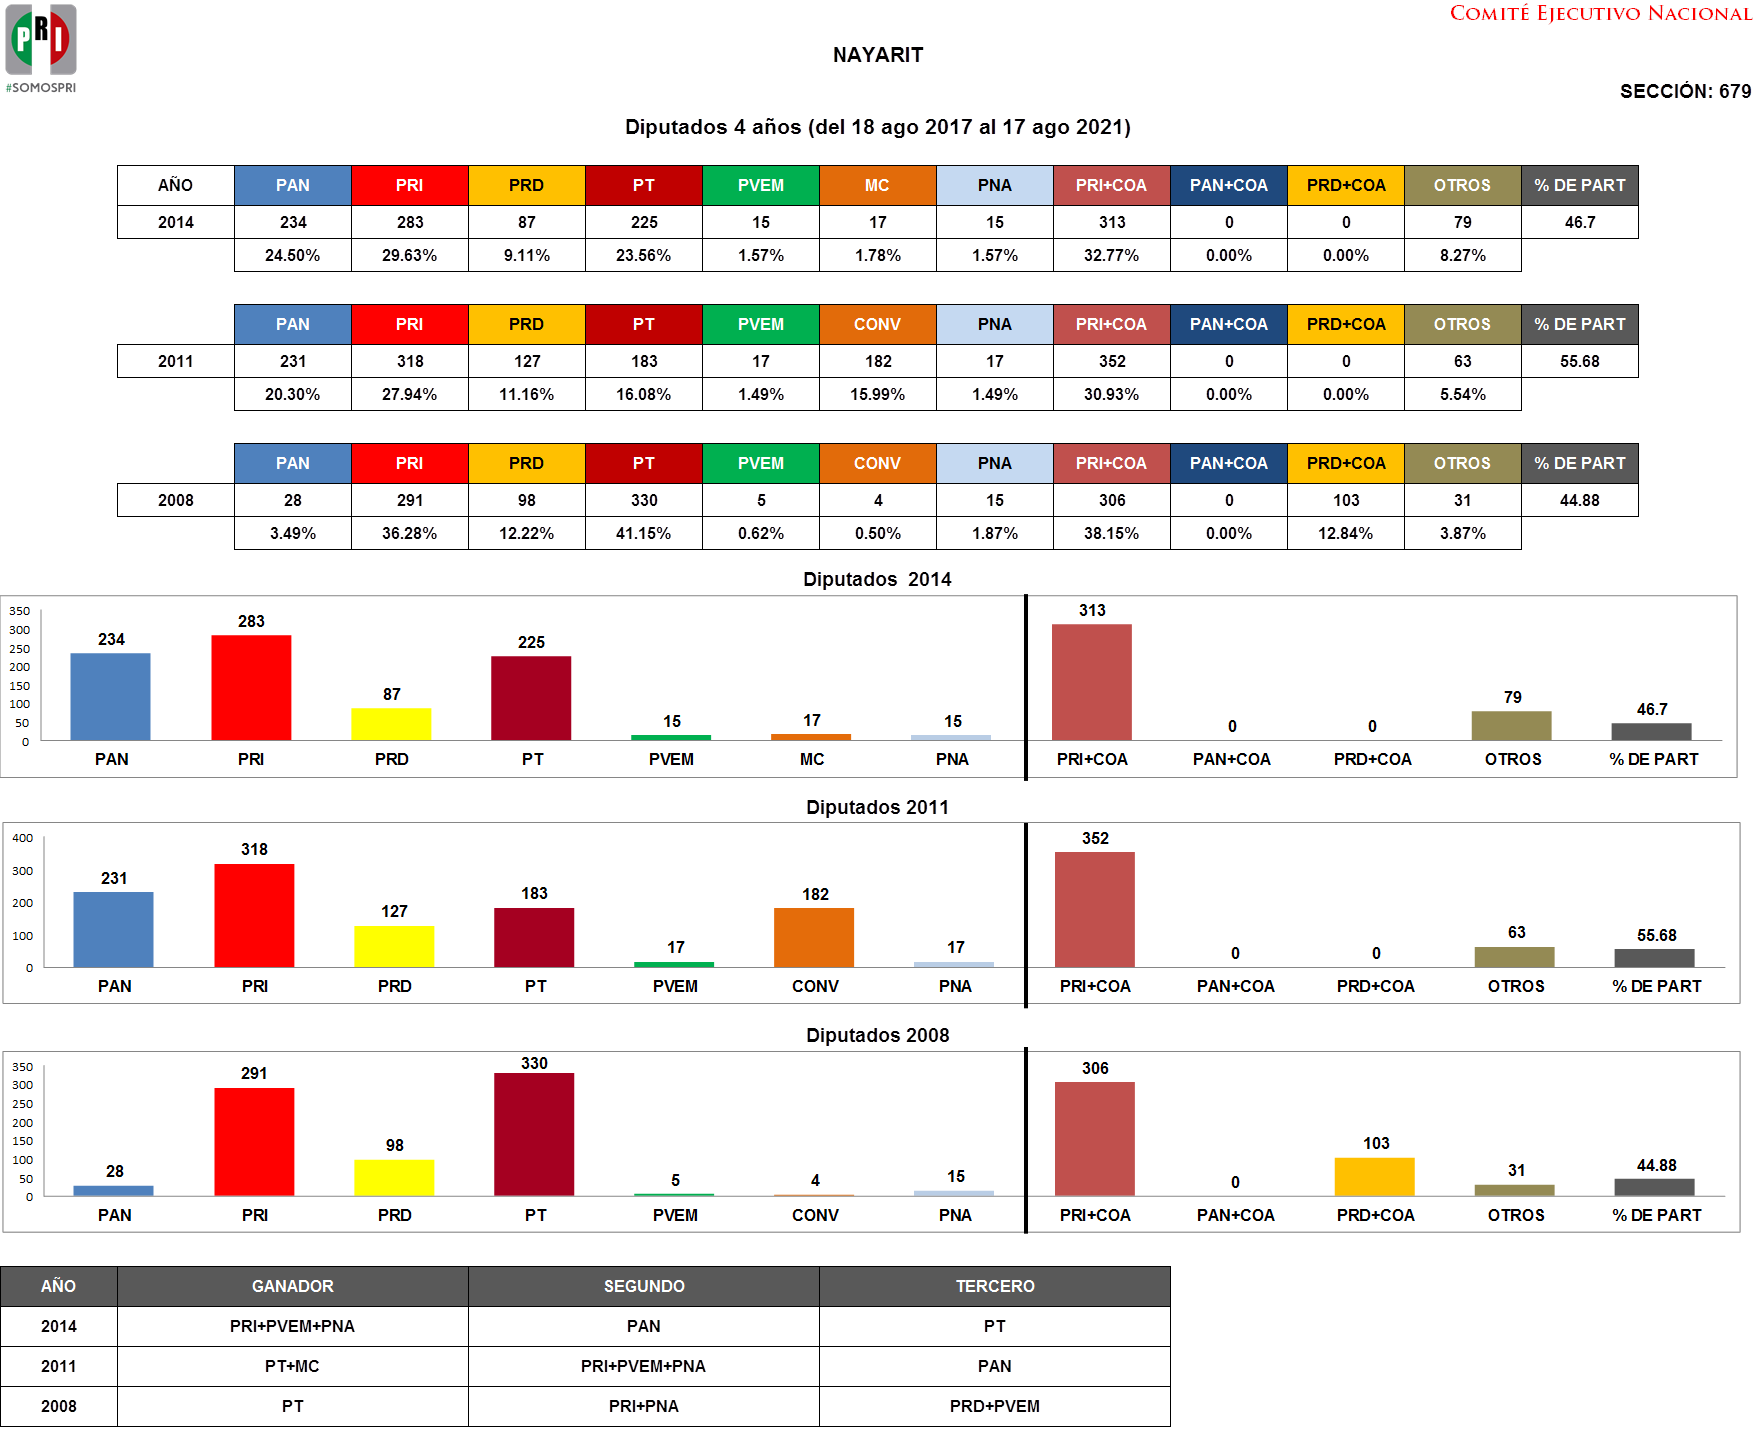 PRI
#SOMOSPRI
COMITÉ EJECUTIVO NACIONAL
NAYARIT
SECCIÓN: 679
Diputados 4 años (del 18 ago 2017 al 17 ago 2021)
AÑO PAN PRI PRD PT PVEM MC PNA PRI+COA PAN+COA PRD+COA OTROS % DE PART
2014 234 283 87 225 15 17 15 313 0 0 79 46.7
24.50% 29.63% 9.11% 23.56% 1.57% 1.78% 1.57% 32.77% 0.00% 0.00% 8.27%
PAN PRI PRD PT PVEM CONV PNA PRI+COA PAN+COA PRD+COA OTROS % DE PART
2011 231 318 127 183 17 182 17 352 0 0 63 55.68
20.30% 27.94% 11.16% 16.08% 1.49% 15.99% 1.49% 30.93% 0.00% 0.00% 5.54%
PAN PRI PRD PT PVEM CONV PNA PRI+COA PAN+COA PRD+COA OTROS % DE PART
2008 28 291 98 330 5 4 15 306 0 103 31 44.88
3.49% 36.28% 12.22% 41.15% 0.62% 0.50% 1.87% 38.15% 0.00% 12.84% 3.87%
Diputados 2014
350
300
250
200
150
100
50
0
234 283 87 225 15 17 15 313 0 0 79 46.7
PAN PRI PRD PT PVEM MC PNA PRI+COA PAN+COA PRD+COA OTROS % DE PART
Diputados 2011
400
300
200
100
0
231 318 127 183 17 182 17 352 0 0 63 55.68
PAN PRI PRD PT PVEM CONV PNA PRI+COA PAN+COA PRD+COA OTROS % DE PART
Diputados 2008
350
300
250
200
150
100
50
0
28 291 98 330 5 4 15 306 0 103 31 44.88
PAN PRI PRD PT PVEM CONV PNA PRI+COA PAN+COA PRD+COA OTROS % DE PART
AÑO GANADOR SEGUNDO TERCERO
2014 PRI+PVEM+PNA PAN PT
2011 PT+MC PRI+PVEM+PNA PAN
2008 PT PRI+PNA PRD+PVEM